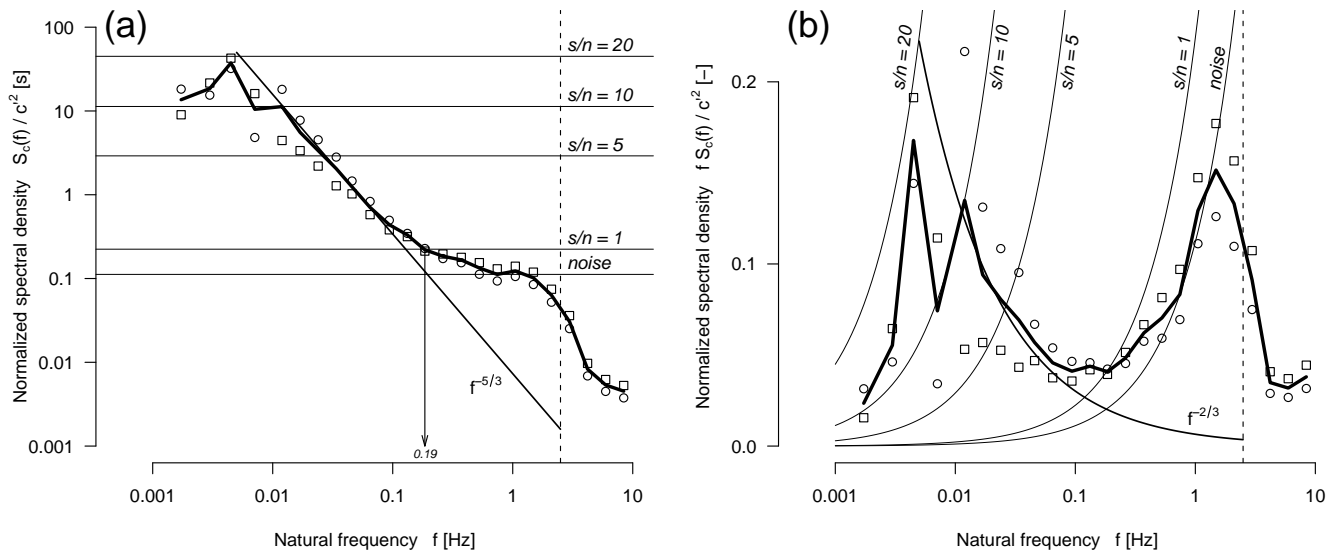 (a)
100
10
1
0.1
0.01
0.001
Normalized spectral density S_c(f) / c'² [s]
s/n = 20
s/n = 10
s/n = 5
s/n = 1
noise
f^−5/3
0.19
0.001
0.01
0.1
1
10
Natural frequency f [Hz]
(b)
0.2
0.1
0.0
Normalized spectral density f S_c(f) / c'² [–]
s/n = 20
s/n = 10
s/n = 5
s/n = 1
noise
f^−2/3
0.001
0.01
0.1
1
10
Natural frequency f [Hz]